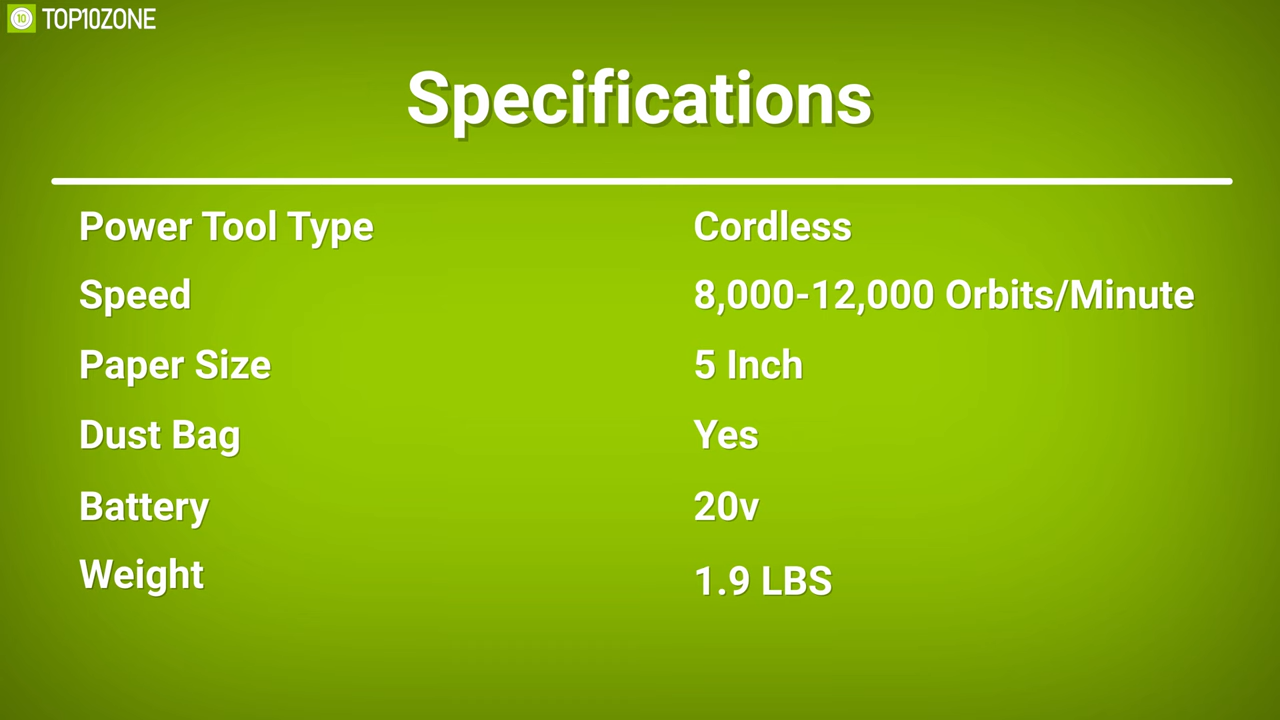 TOP10ZONE
Specifications
Power Tool Type Cordless
Speed 8,000-12,000 Orbits/Minute
Paper Size 5 Inch
Dust Bag Yes
Battery 20v
Weight 1.9 LBS